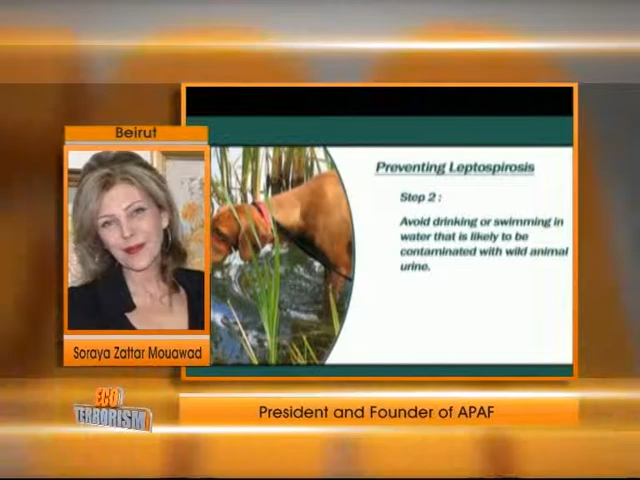 Beirut
Soraya Zattar Mouawad
Preventing Leptospirosis
Step 2 :
Avoid drinking or swimming in
water that is likely to be
contaminated with wild animal
urine.
ECO
TERRORISM
President and Founder of APAF